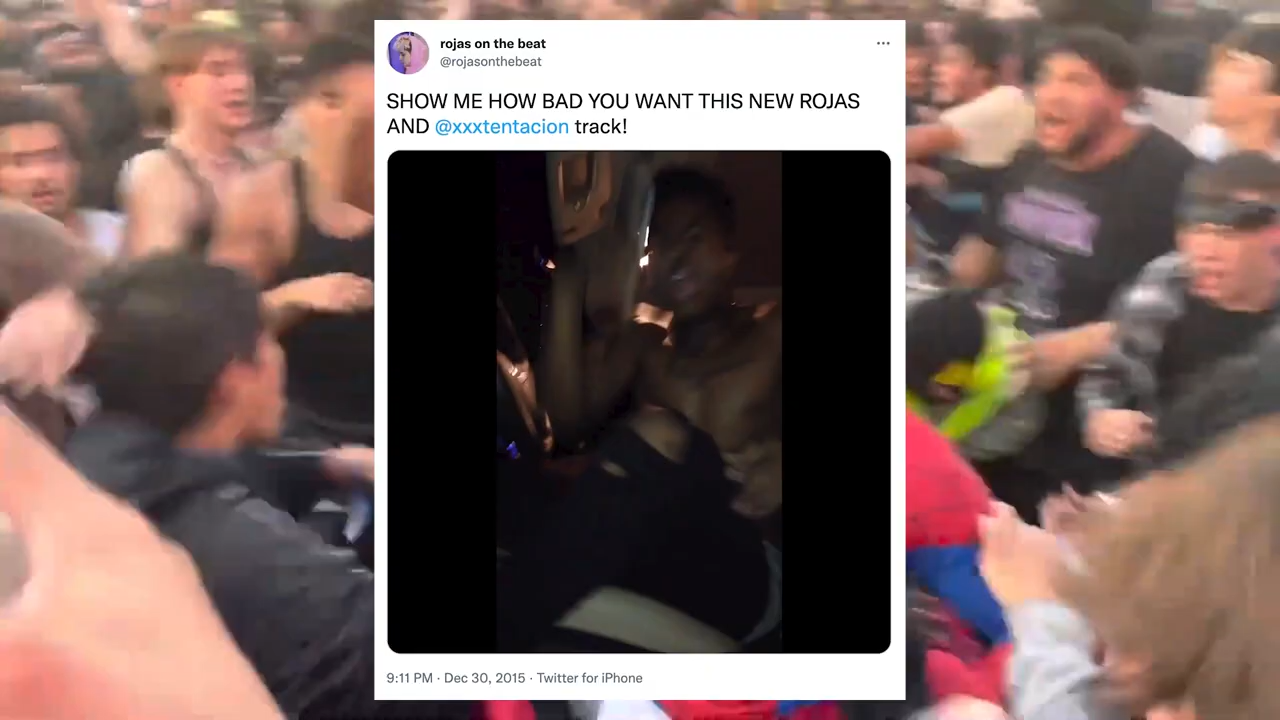 rojas on the beat
@rojasonthebeat
SHOW ME HOW BAD YOU WANT THIS NEW ROJAS
AND @xxxtentacion track!
9:11 PM · Dec 30, 2015 · Twitter for iPhone